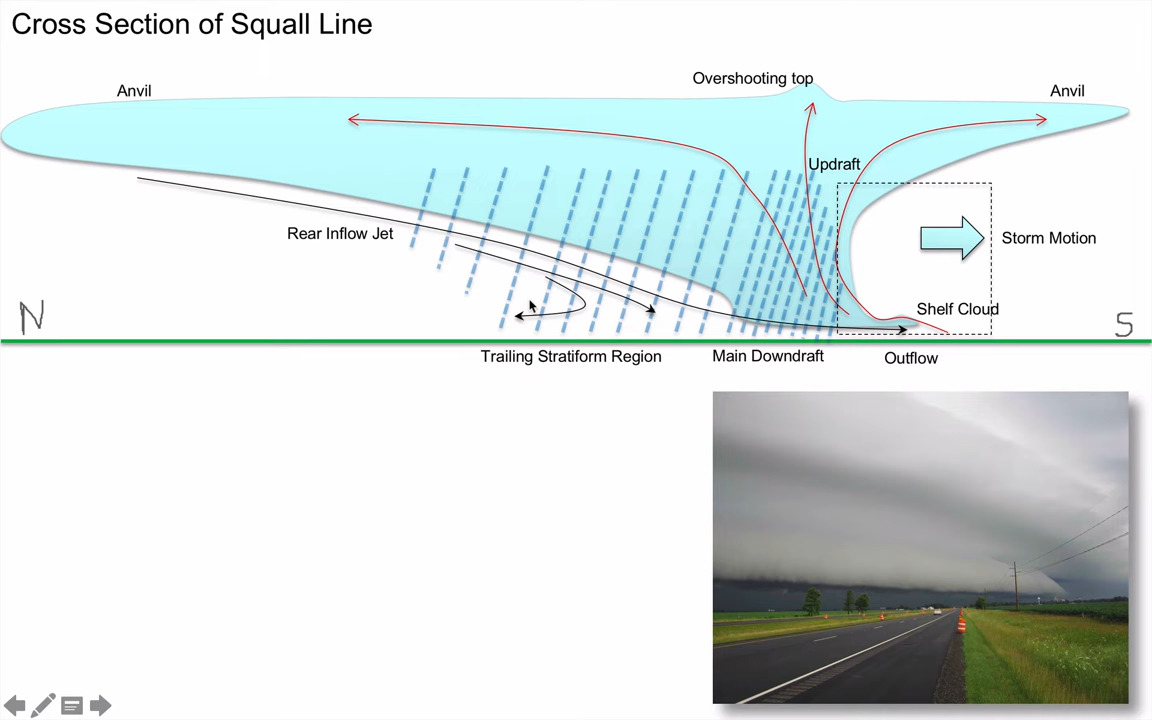 Cross Section of Squall Line
Overshooting top
Anvil
Anvil
Updraft
Rear Inflow Jet
Storm Motion
Shelf Cloud
N
S
Trailing Stratiform Region
Main Downdraft
Outflow